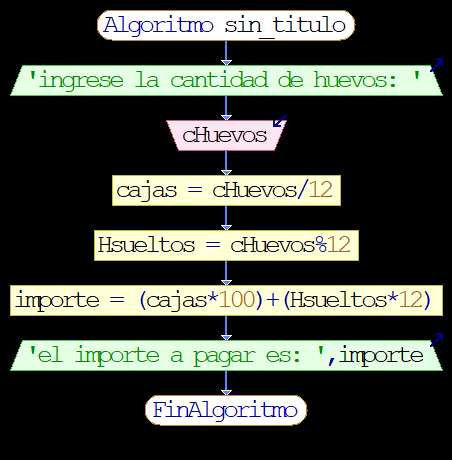 Algoritmo sin_titulo
'ingrese la cantidad de huevos: '
cHuevos
cajas = cHuevos/12
Hsueltos = cHuevos%12
importe = (cajas*100)+(Hsueltos*12)
'el importe a pagar es: ',importe
FinAlgoritmo